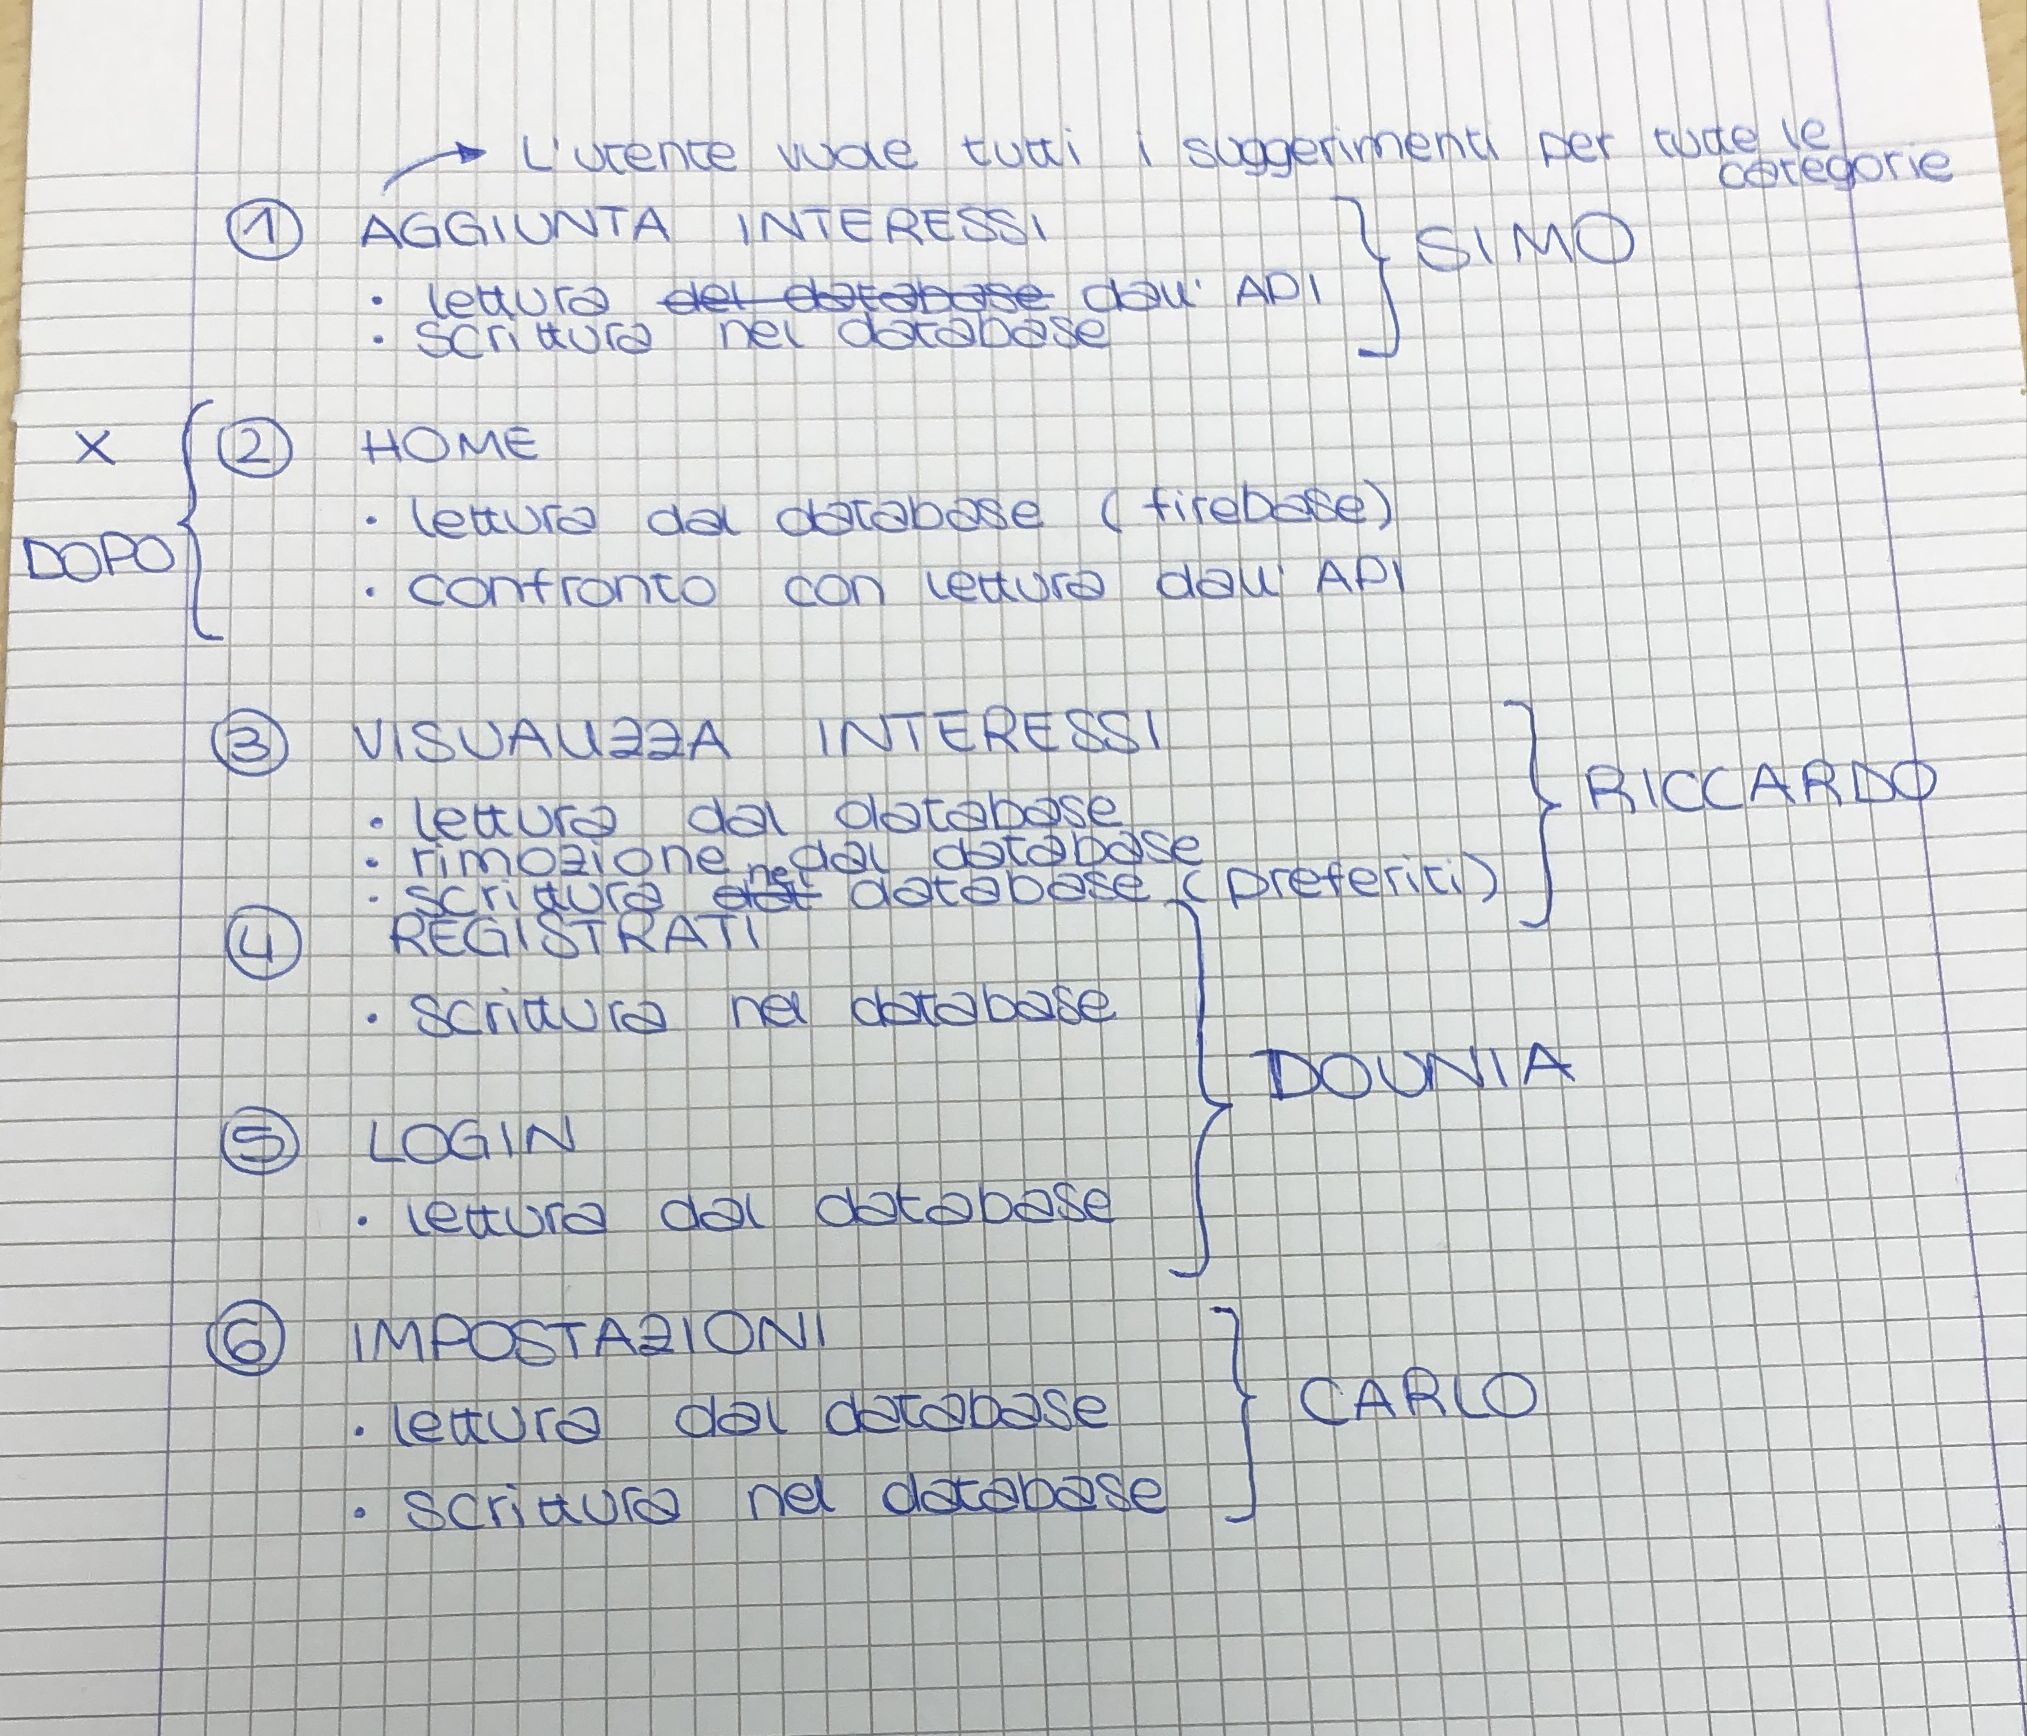 L'utente vuole tutti i suggerimenti per tutte le
categorie
1 AGGIUNTA INTERESSI
SIMO
• lettura del database dall' API
• scrittura nel database
X 2 HOME
• lettura dal database (firebase)
DOPO
• confronto con lettura dall' API
3 VISUALIZZA INTERESSI
RICCARDO
• lettura dal database
• rimozione dal database
• scrittura dal nel database (preferiti)
4 REGISTRATI
• scrittura nel database
DOUNIA
5 LOGIN
• lettura dal database
6 IMPOSTAZIONI
CARLO
• lettura dal database
• scrittura nel database